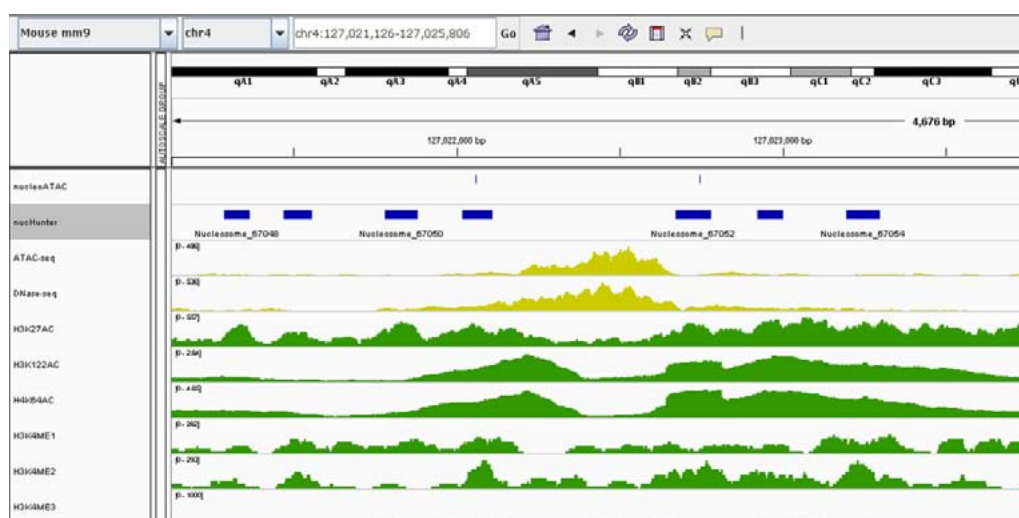 Mouse mm9 chr4 chr4:127,021,126-127,025,806 Go
qA1 qA2 qA3 qA4 qA5 qB1 qB2 qB3 qC1 qC2 qC3
AUTOSCALE GROUP
4,676 bp
127,022,000 bp 127,023,000 bp
nucleoATAC
nucHunter
Nucleosome_67048 Nucleosome_67050 Nucleosome_67052 Nucleosome_67054
ATAC-seq
DNase-seq
H3K27AC
H3K122AC
H4K64AC
H3K4ME1
H3K4ME2
H3K4ME3
[0 - 1000]